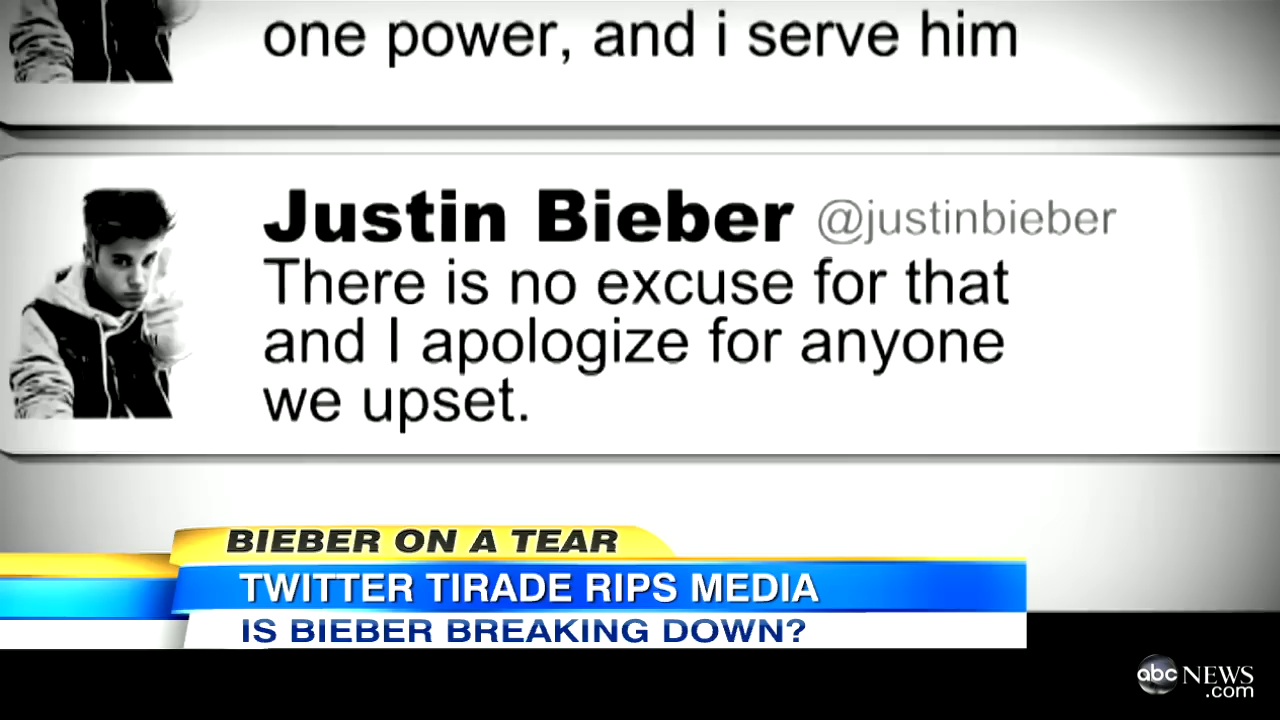 one power, and i serve him
Justin Bieber @justinbieber
There is no excuse for that
and I apologize for anyone
we upset.
BIEBER ON A TEAR
TWITTER TIRADE RIPS MEDIA
IS BIEBER BREAKING DOWN?
abc NEWS
.com